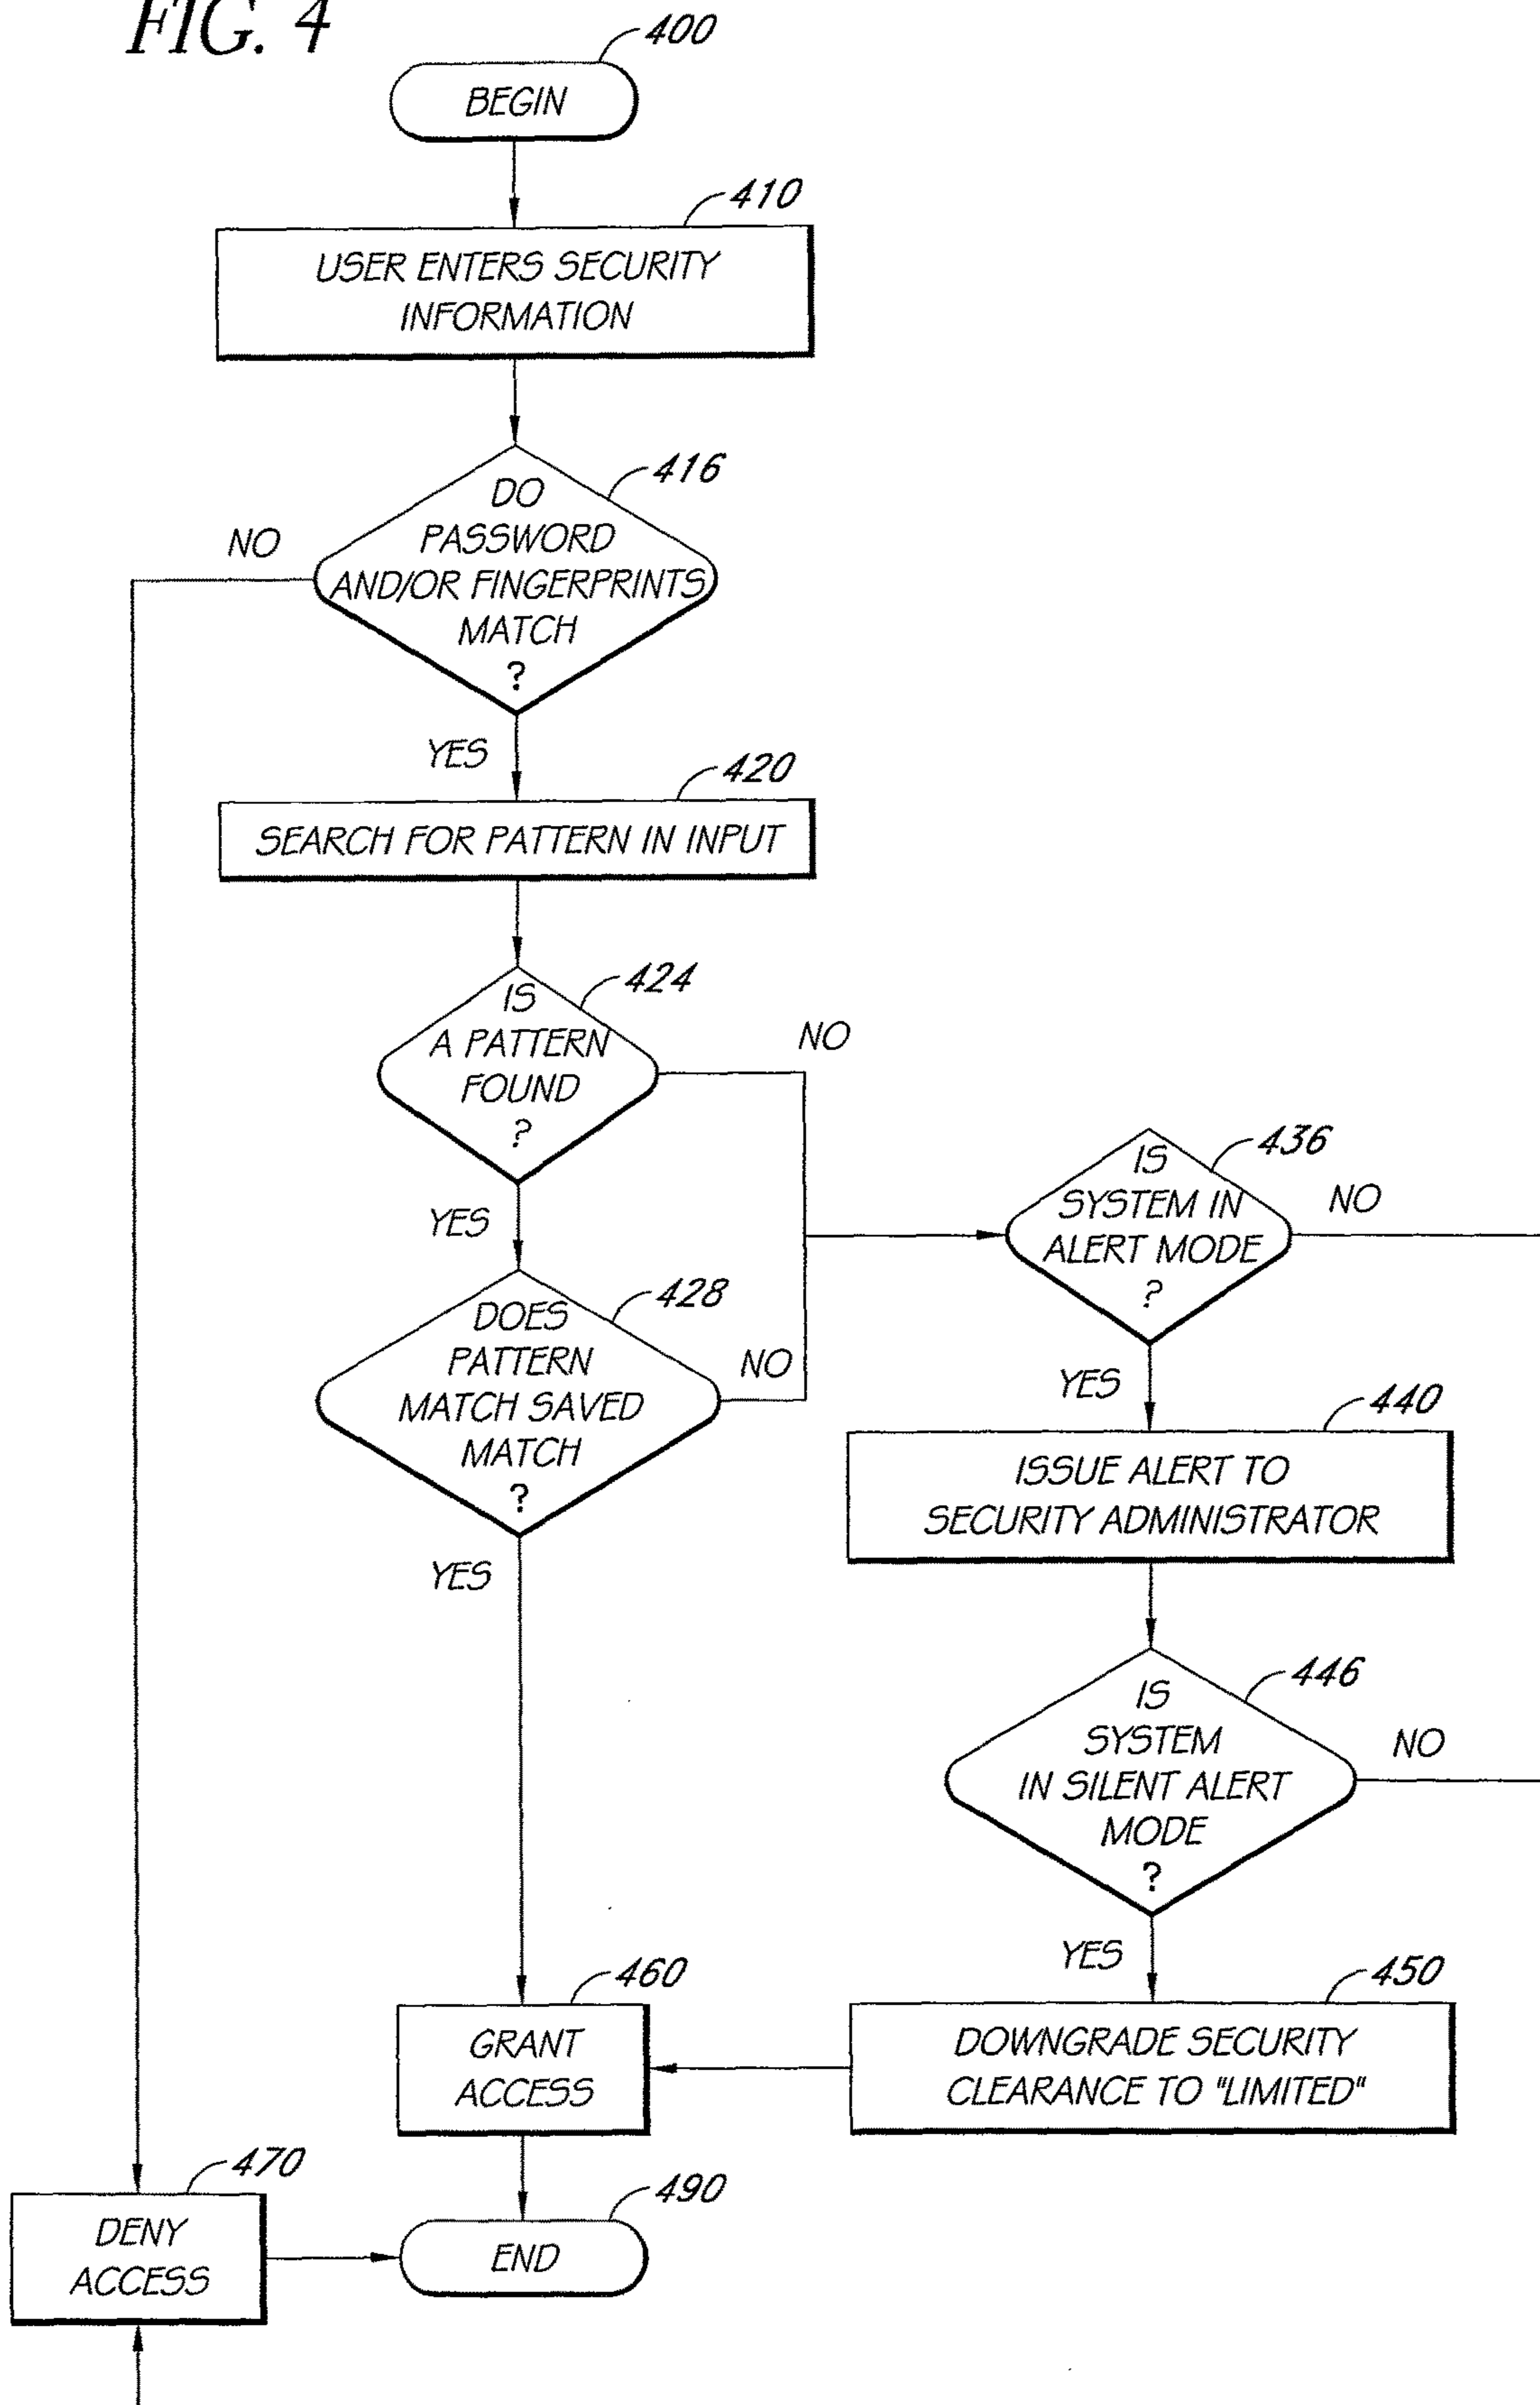 FIG. 4
400
BEGIN
410
USER ENTERS SECURITY
INFORMATION
416
DO
PASSWORD
AND/OR FINGERPRINTS
MATCH
?
NO
YES
420
SEARCH FOR PATTERN IN INPUT
424
IS
A PATTERN
FOUND
?
NO
YES
428
DOES
PATTERN
MATCH SAVED
MATCH
?
NO
YES
436
IS
SYSTEM IN
ALERT MODE
?
NO
YES
440
ISSUE ALERT TO
SECURITY ADMINISTRATOR
446
IS
SYSTEM
IN SILENT ALERT
MODE
?
NO
YES
450
DOWNGRADE SECURITY
CLEARANCE TO "LIMITED"
460
GRANT
ACCESS
470
DENY
ACCESS
490
END